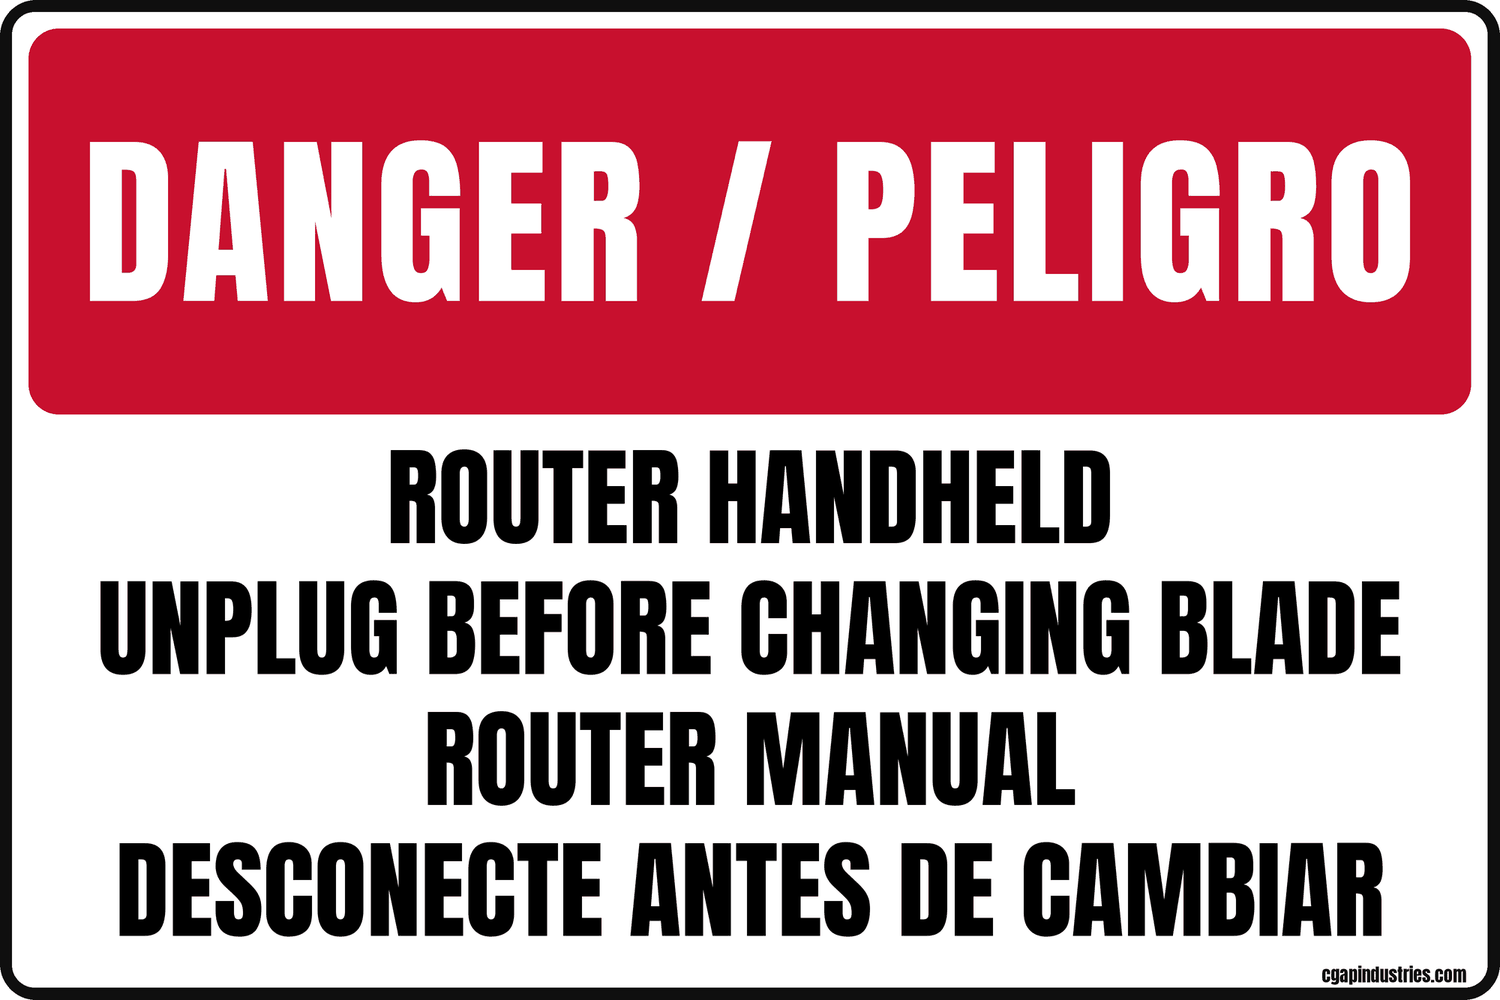 DANGER / PELIGRO
ROUTER HANDHELD
UNPLUG BEFORE CHANGING BLADE
ROUTER MANUAL
DESCONECTE ANTES DE CAMBIAR
cgapindustries.com